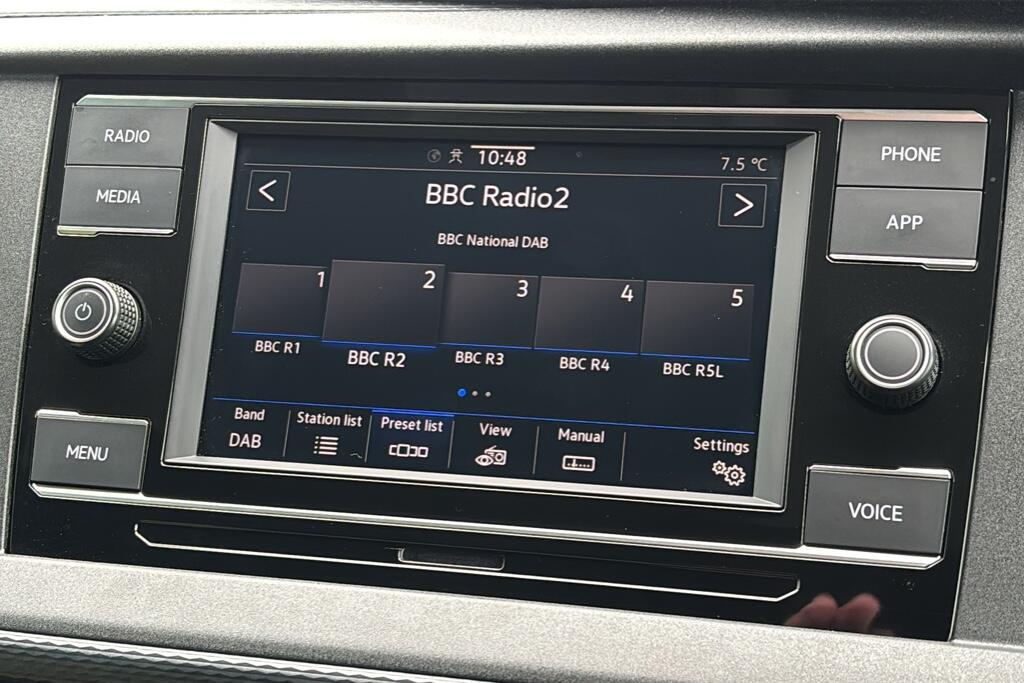 RADIO
MEDIA
MENU
10:48
7.5 °C
<
BBC Radio2
>
BBC National DAB
1
2
3
4
5
BBC R1
BBC R2
BBC R3
BBC R4
BBC R5L
Band
DAB
Station list
Preset list
View
Manual
Settings
PHONE
APP
VOICE